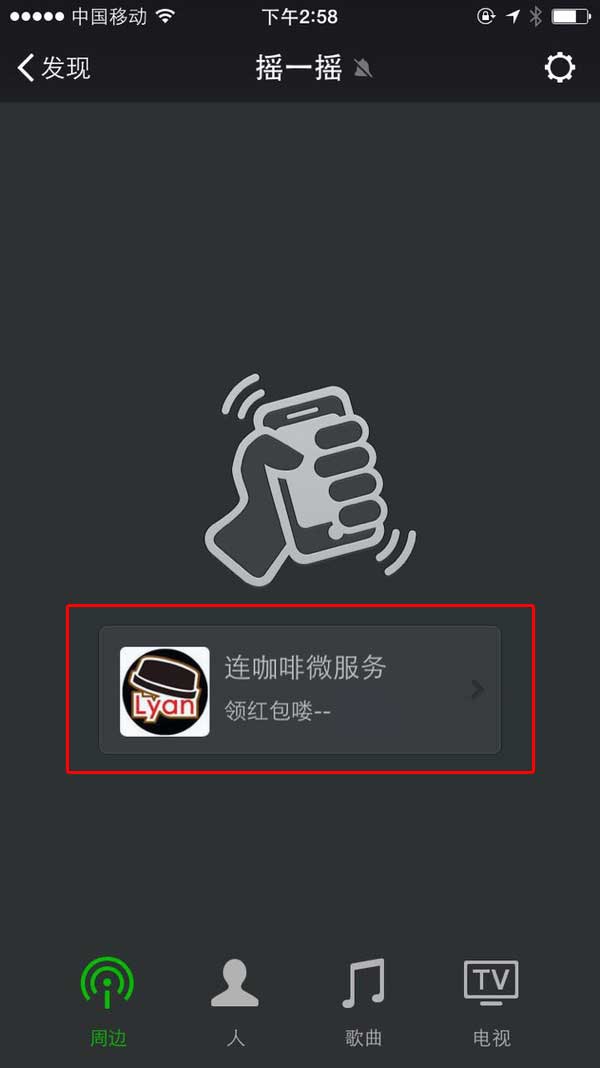 中国移动 下午2:58
发现 摇一摇
连咖啡微服务
Lyan
领红包喽--
TV
周边 人 歌曲 电视